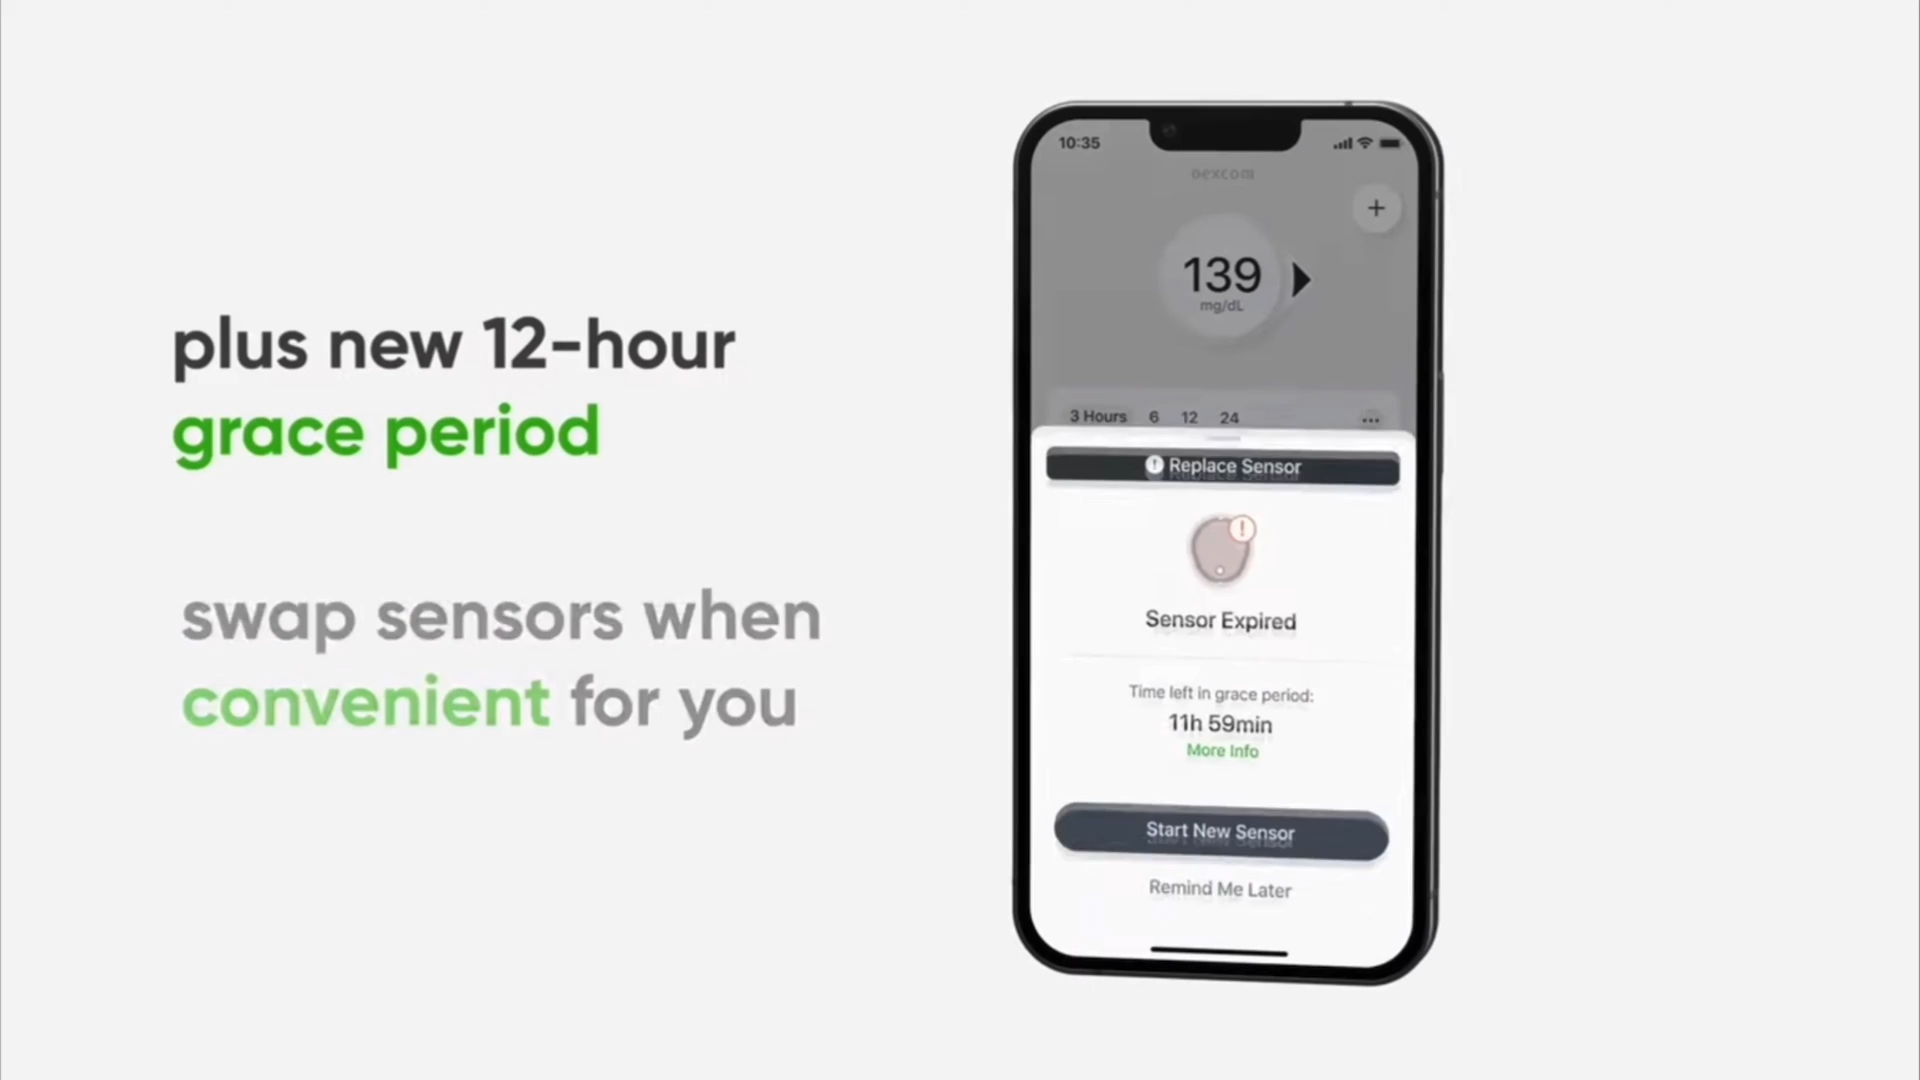 plus new 12-hour
grace period
swap sensors when
convenient for you
10:35
Dexcom
+
139
mg/dL
3 Hours 6 12 24 ...
! Replace Sensor
!
Sensor Expired
Time left in grace period:
11h 59min
More Info
Start New Sensor
Remind Me Later